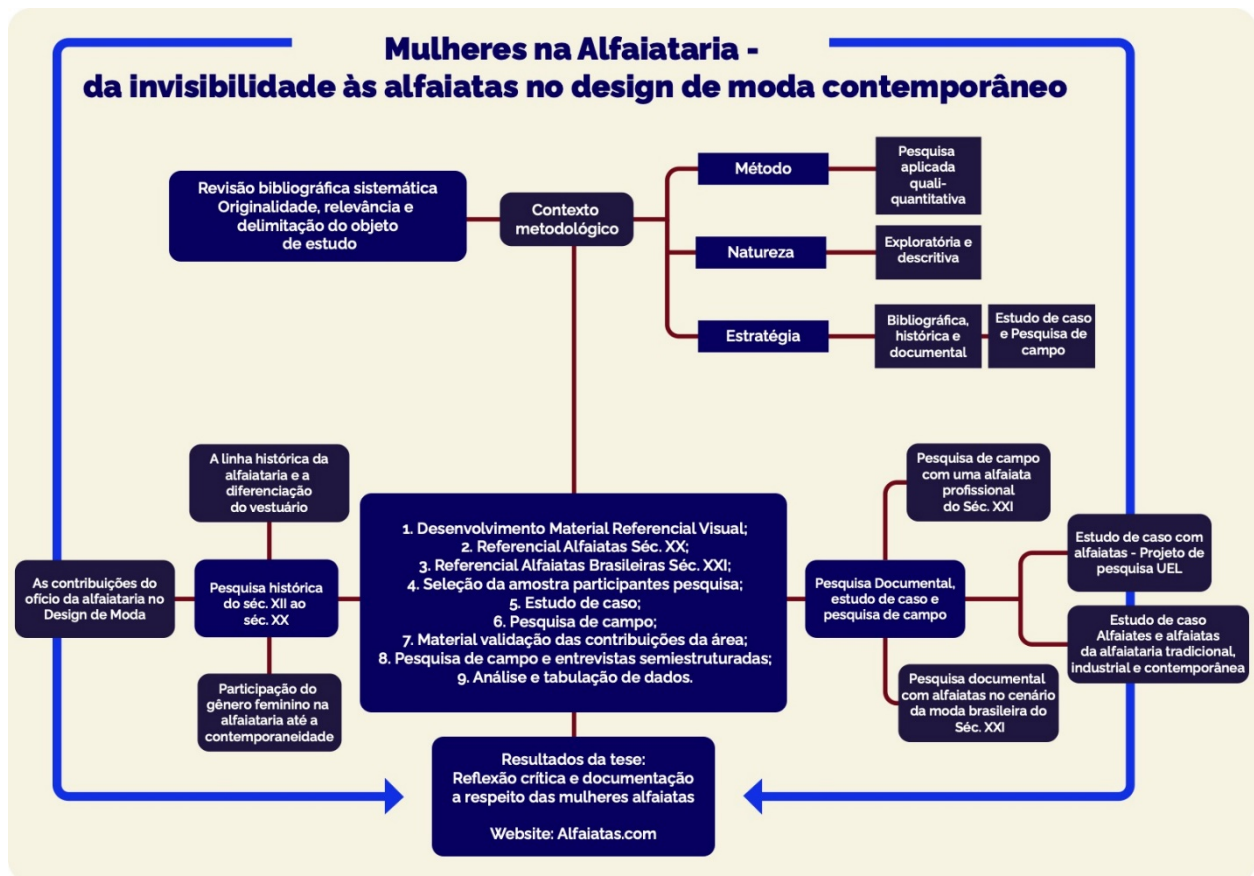 Mulheres na Alfaiataria -
da invisibilidade às alfaiatas no design de moda contemporâneo
Revisão bibliográfica sistemática
Originalidade, relevância e
delimitação do objeto
de estudo
Contexto
metodológico
Método
Pesquisa
aplicada
quali-
quantitativa
Natureza
Exploratória e
descritiva
Estratégia
Bibliográfica,
histórica e
documental
Estudo de caso
e Pesquisa de
campo
A linha histórica da
alfaiataria e a
diferenciação
do vestuário
As contribuições do
ofício da alfaiataria no
Design de Moda
Pesquisa histórica
do séc. XII ao
séc. XX
Participação do
gênero feminino na
alfaiataria até a
contemporaneidade
1. Desenvolvimento Material Referencial Visual;
2. Referencial Alfaiatas Séc. XX;
3. Referencial Alfaiatas Brasileiras Séc. XXI;
4. Seleção da amostra participantes pesquisa;
5. Estudo de caso;
6. Pesquisa de campo;
7. Material validação das contribuições da área;
8. Pesquisa de campo e entrevistas semiestruturadas;
9. Análise e tabulação de dados.
Pesquisa Documental,
estudo de caso e
pesquisa de campo
Pesquisa de campo
com uma alfaiata
profissional
do Séc. XXI
Estudo de caso com
alfaiatas - Projeto de
pesquisa UEL
Estudo de caso
Alfaiates e alfaiatas
da alfaiataria tradicional,
industrial e contemporânea
Pesquisa documental
com alfaiatas no cenário
da moda brasileira do
Séc. XXI
Resultados da tese:
Reflexão crítica e documentação
a respeito das mulheres alfaiatas
Website: Alfaiatas.com